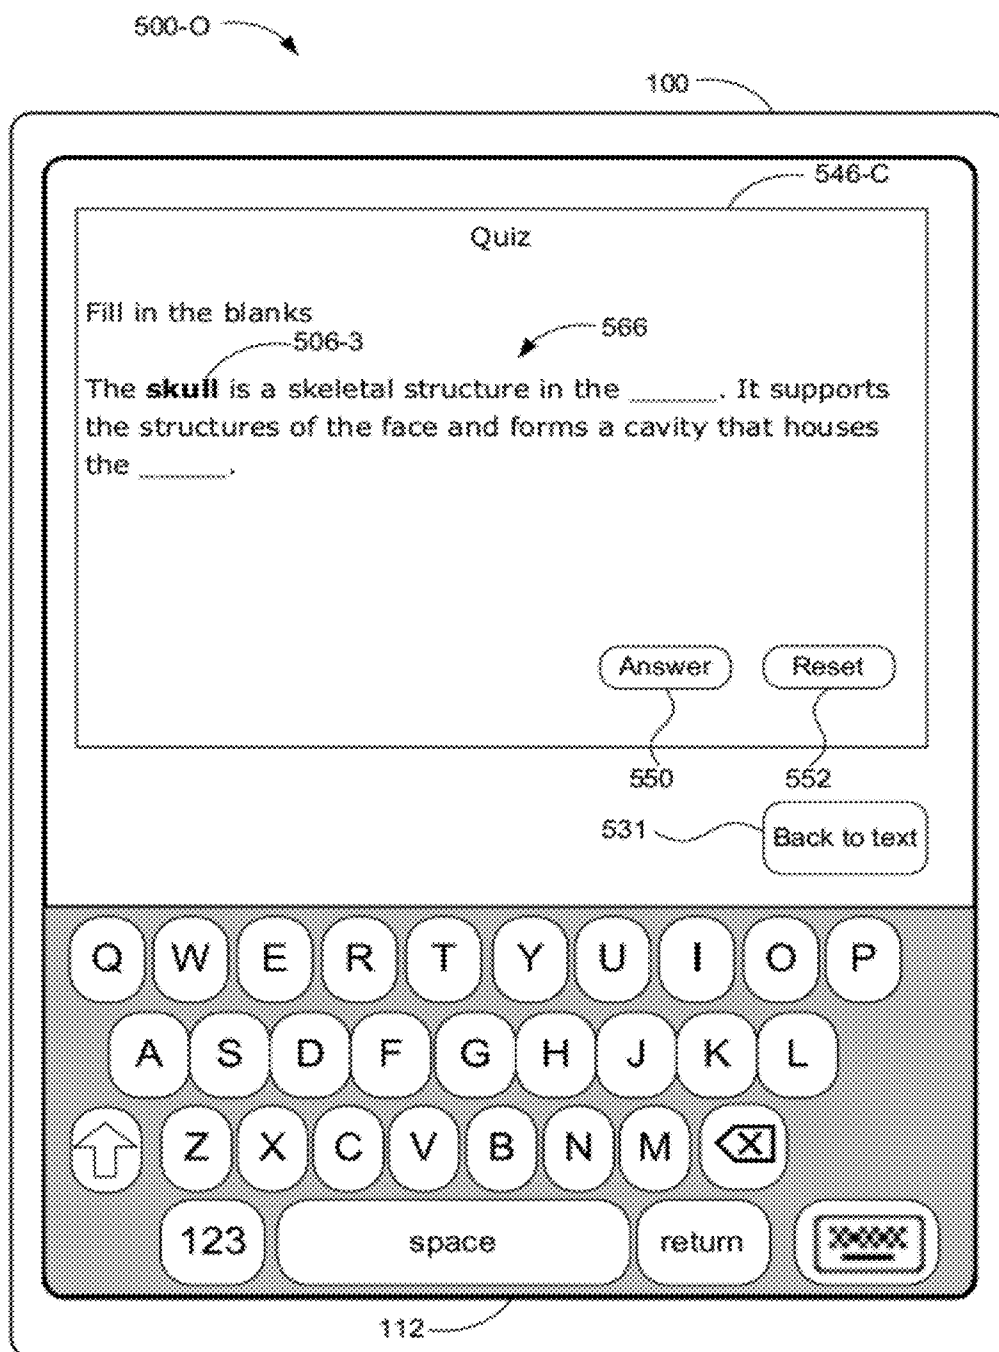 500-O
100
546-C
Quiz
Fill in the blanks
506-3
566
The skull is a skeletal structure in the ______. It supports
the structures of the face and forms a cavity that houses
the ______.
Answer Reset
550 552
531 Back to text
Q W E R T Y U I O P
A S D F G H J K L
Z X C V B N M X
123 space return
112